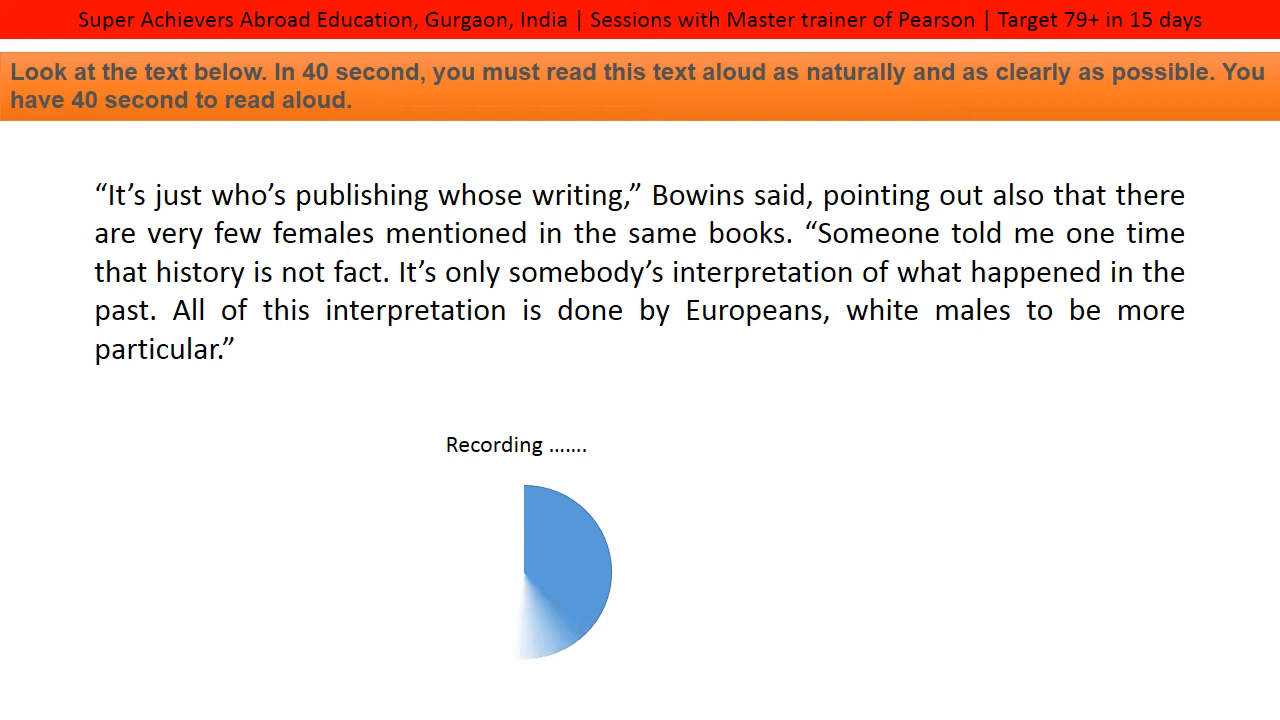 Super Achievers Abroad Education, Gurgaon, India | Sessions with Master trainer of Pearson | Target 79+ in 15 days
Look at the text below. In 40 second, you must read this text aloud as naturally and as clearly as possible. You
have 40 second to read aloud.
“It’s just who’s publishing whose writing,” Bowins said, pointing out also that there
are very few females mentioned in the same books. “Someone told me one time
that history is not fact. It’s only somebody’s interpretation of what happened in the
past. All of this interpretation is done by Europeans, white males to be more
particular.”
Recording …….